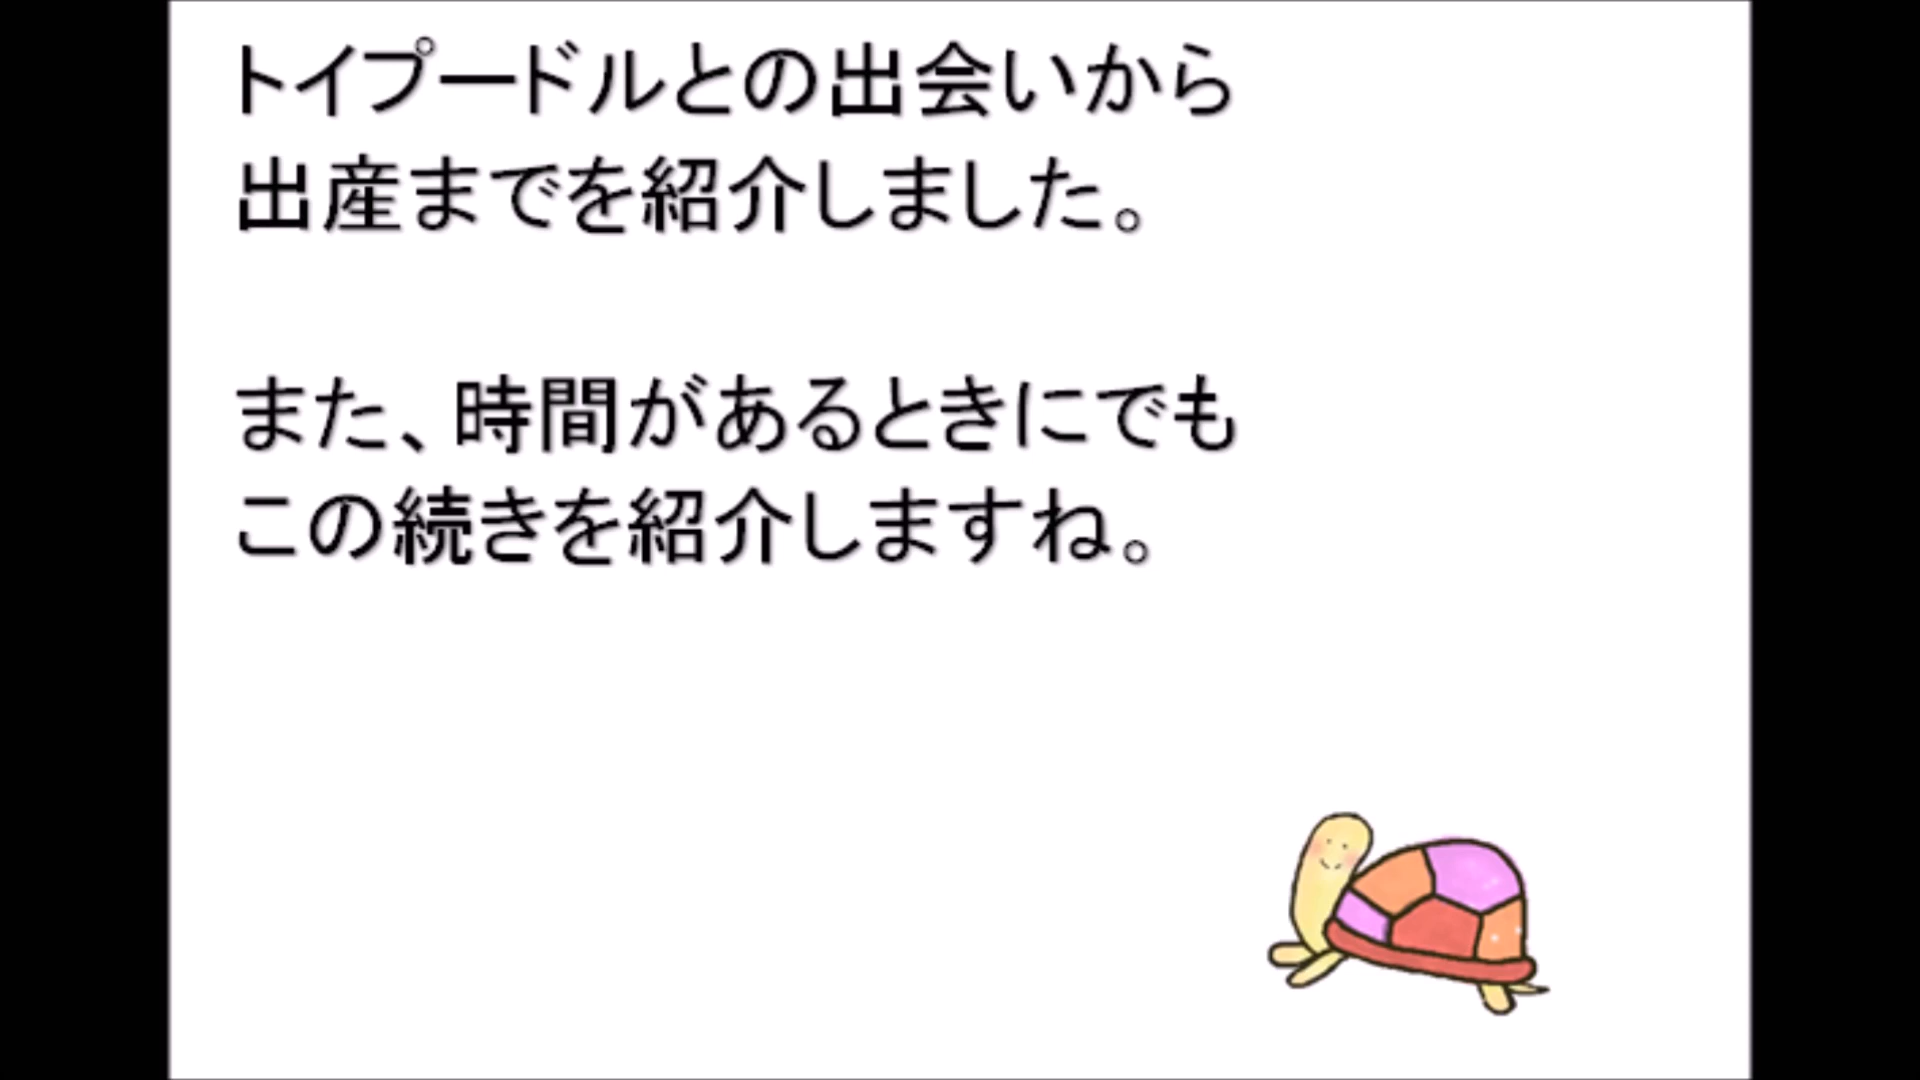 トイプードルとの出会いから
出産までを紹介しました。
また、時間があるときにでも
この続きを紹介しますね。